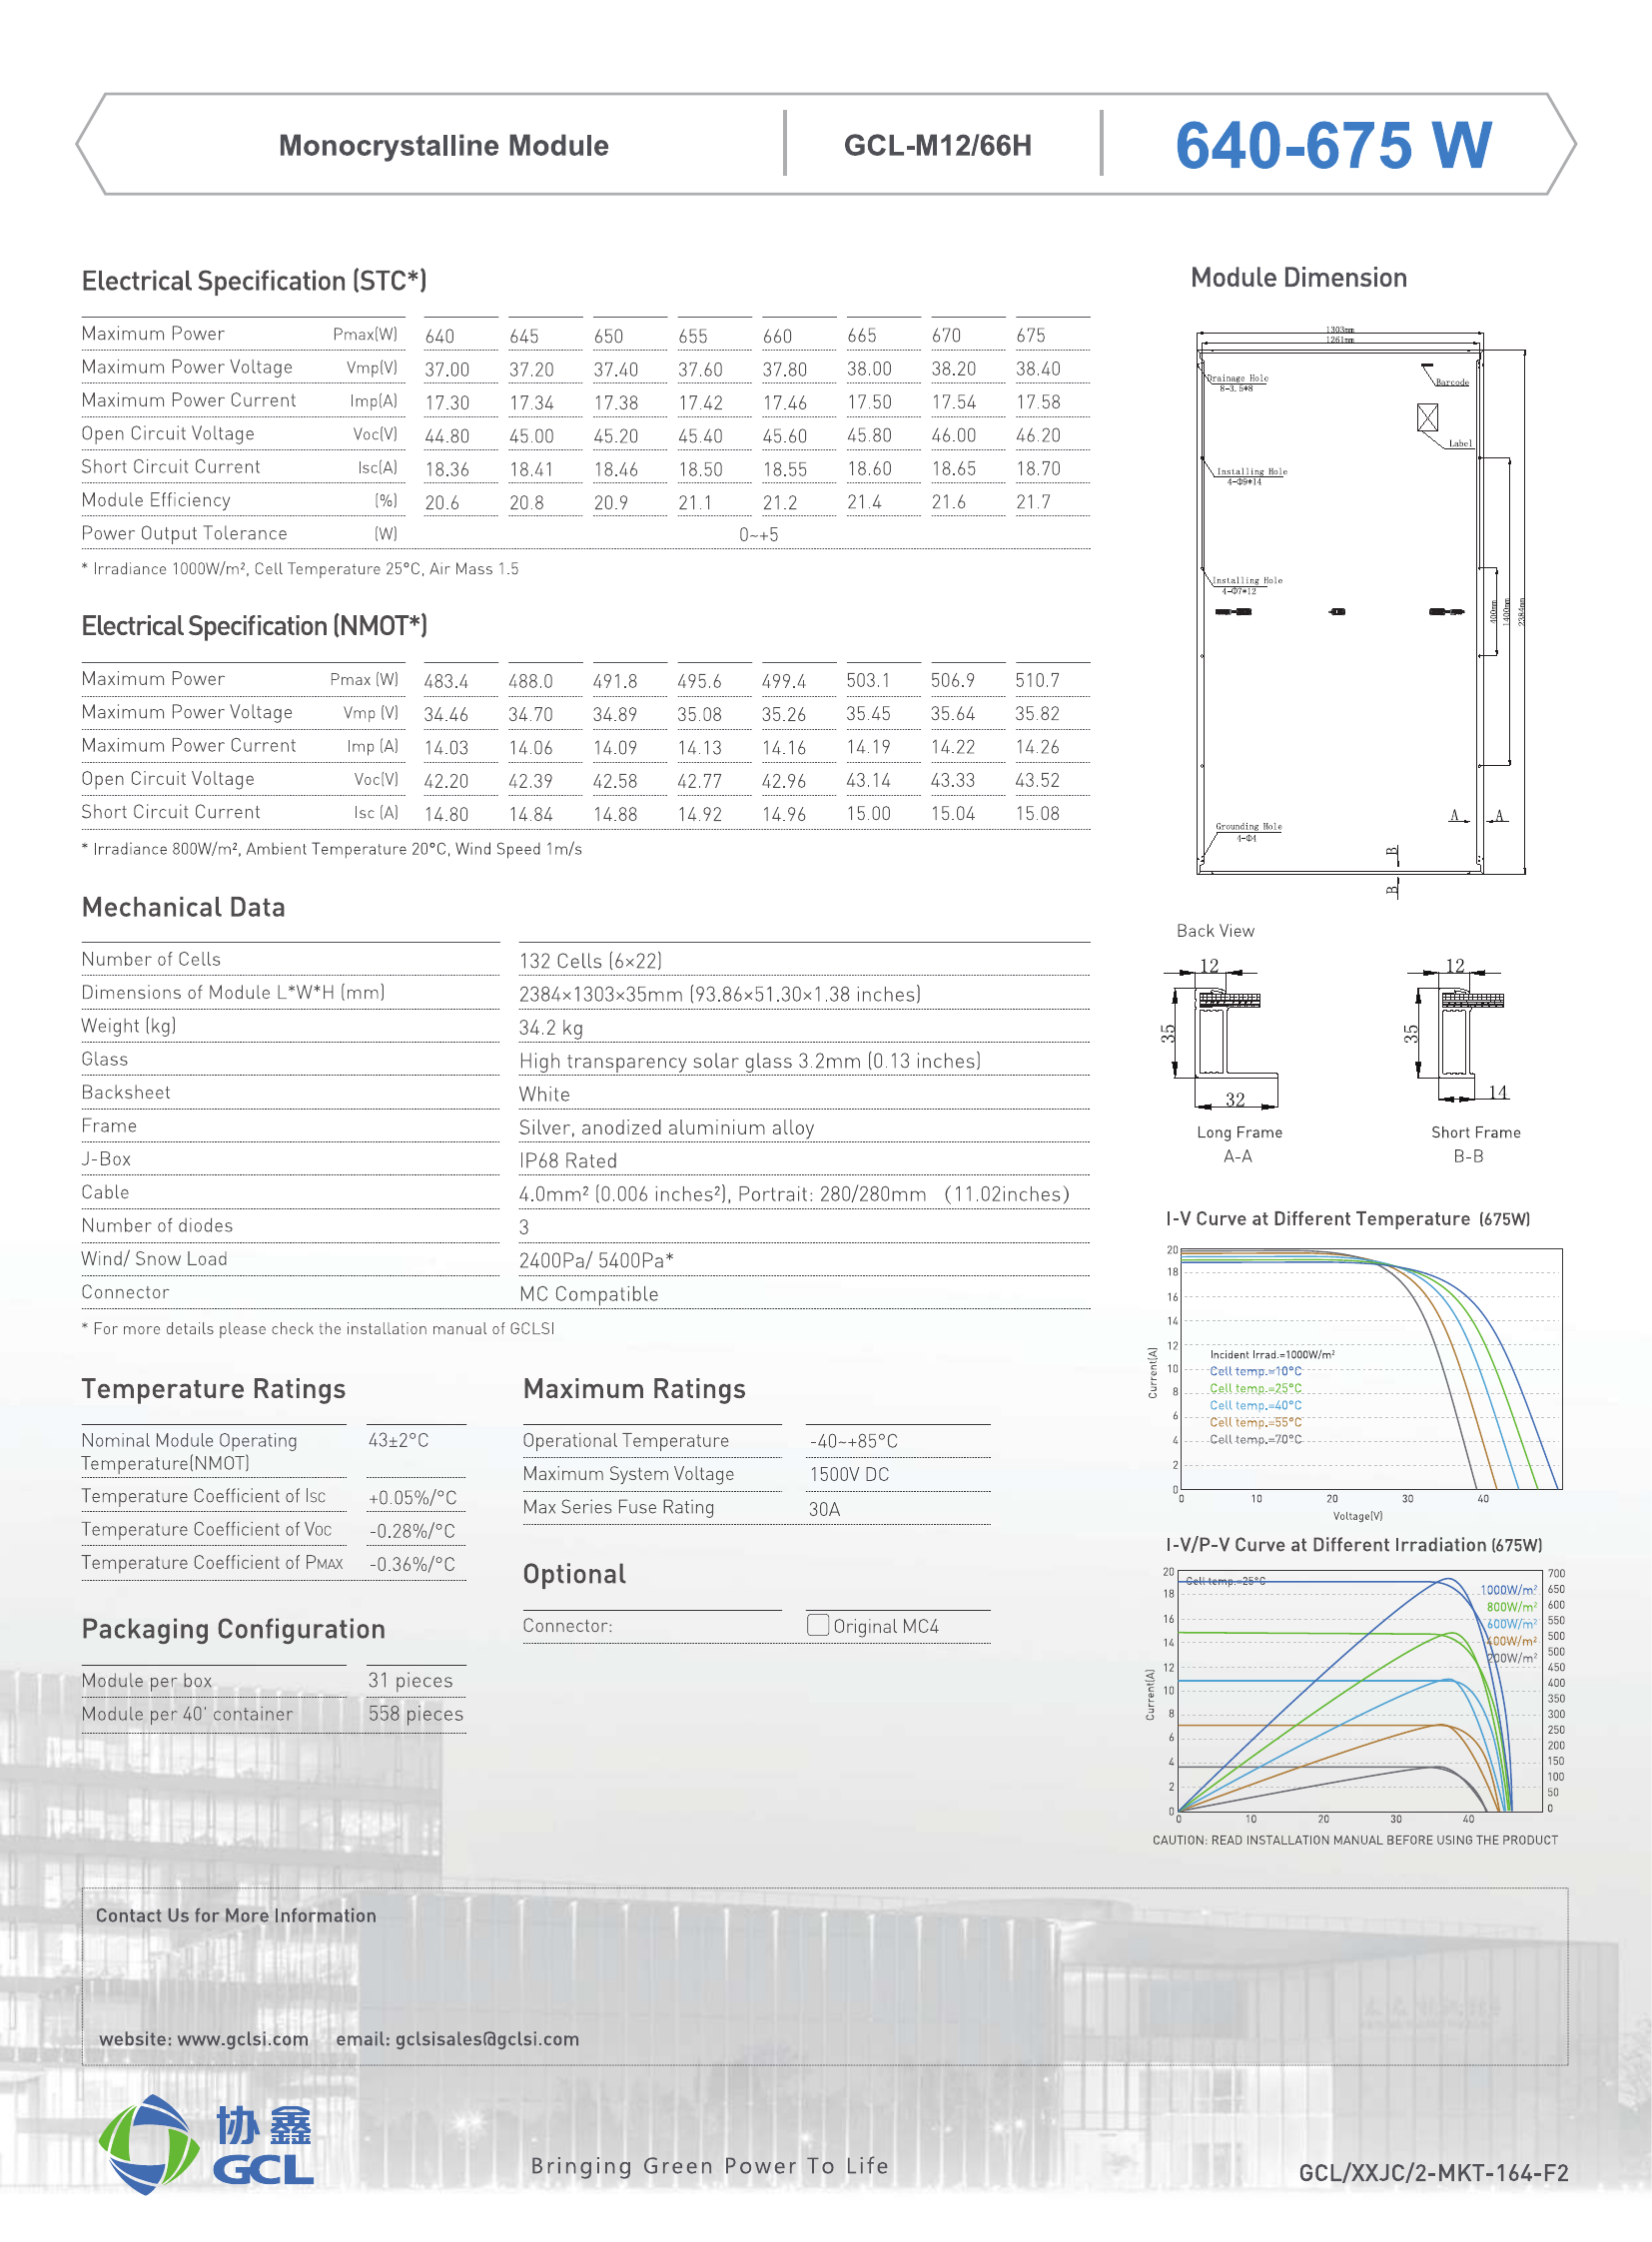 Monocrystalline Module GCL-M12/66H 640-675 W
Electrical Specification (STC*)
Maximum Power Pmax(W) 640 645 650 655 660 665 670 675
Maximum Power Voltage Vmp(V) 37.00 37.20 37.40 37.60 37.80 38.00 38.20 38.40
Maximum Power Current Imp(A) 17.30 17.34 17.38 17.42 17.46 17.50 17.54 17.58
Open Circuit Voltage Voc(V) 44.80 45.00 45.20 45.40 45.60 45.80 46.00 46.20
Short Circuit Current Isc(A) 18.36 18.41 18.46 18.50 18.55 18.60 18.65 18.70
Module Efficiency (%) 20.6 20.8 20.9 21.1 21.2 21.4 21.6 21.7
Power Output Tolerance (W) 0~+5
* Irradiance 1000W/m², Cell Temperature 25°C, Air Mass 1.5
Electrical Specification (NMOT*)
Maximum Power Pmax (W) 483.4 488.0 491.8 495.6 499.4 503.1 506.9 510.7
Maximum Power Voltage Vmp (V) 34.46 34.70 34.89 35.08 35.26 35.45 35.64 35.82
Maximum Power Current Imp (A) 14.03 14.06 14.09 14.13 14.16 14.19 14.22 14.26
Open Circuit Voltage Voc(V) 42.20 42.39 42.58 42.77 42.96 43.14 43.33 43.52
Short Circuit Current Isc (A) 14.80 14.84 14.88 14.92 14.96 15.00 15.04 15.08
* Irradiance 800W/m², Ambient Temperature 20°C, Wind Speed 1m/s
Mechanical Data
Number of Cells 132 Cells (6×22)
Dimensions of Module L*W*H (mm) 2384×1303×35mm (93.86×51.30×1.38 inches)
Weight (kg) 34.2 kg
Glass High transparency solar glass 3.2mm (0.13 inches)
Backsheet White
Frame Silver, anodized aluminium alloy
J-Box IP68 Rated
Cable 4.0mm² (0.006 inches²), Portrait: 280/280mm （11.02inches）
Number of diodes 3
Wind/ Snow Load 2400Pa/ 5400Pa*
Connector MC Compatible
* For more details please check the installation manual of GCLSI
Temperature Ratings
Nominal Module Operating 43±2°C
Temperature(NMOT)
Temperature Coefficient of Isc +0.05%/°C
Temperature Coefficient of Voc -0.28%/°C
Temperature Coefficient of PMAX -0.36%/°C
Maximum Ratings
Operational Temperature -40~+85°C
Maximum System Voltage 1500V DC
Max Series Fuse Rating 30A
Optional
Connector: Original MC4
Packaging Configuration
Module per box 31 pieces
Module per 40' container 558 pieces
Module Dimension
1303mm
1261mm
Drainage Hole
8-3.5*8
Barcode
Label
Installing Hole
4-Φ9*14
Installing Hole
4-Φ7*12
400mm
1400mm
2384mm
Grounding Hole
4-Φ4
A A
B
B
Back View
12 12
35 35
32 14
Long Frame Short Frame
A-A B-B
I-V Curve at Different Temperature (675W)
20
18
16
14
12
10
8
6
4
2
0
Current(A)
Incident Irrad.=1000W/m²
Cell temp.=10°C
Cell temp.=25°C
Cell temp.=40°C
Cell temp.=55°C
Cell temp.=70°C
0 10 20 30 40
Voltage(V)
I-V/P-V Curve at Different Irradiation (675W)
20
18
16
14
12
10
8
6
4
2
0
Current(A)
Cell temp.=25°C
1000W/m²
800W/m²
600W/m²
400W/m²
200W/m²
700
650
600
550
500
500
450
400
350
300
250
200
150
100
50
0
0 10 20 30 40
CAUTION: READ INSTALLATION MANUAL BEFORE USING THE PRODUCT
Contact Us for More Information
website: www.gclsi.com email: gclsisales@gclsi.com
协鑫
GCL
Bringing Green Power To Life
GCL/XXJC/2-MKT-164-F2